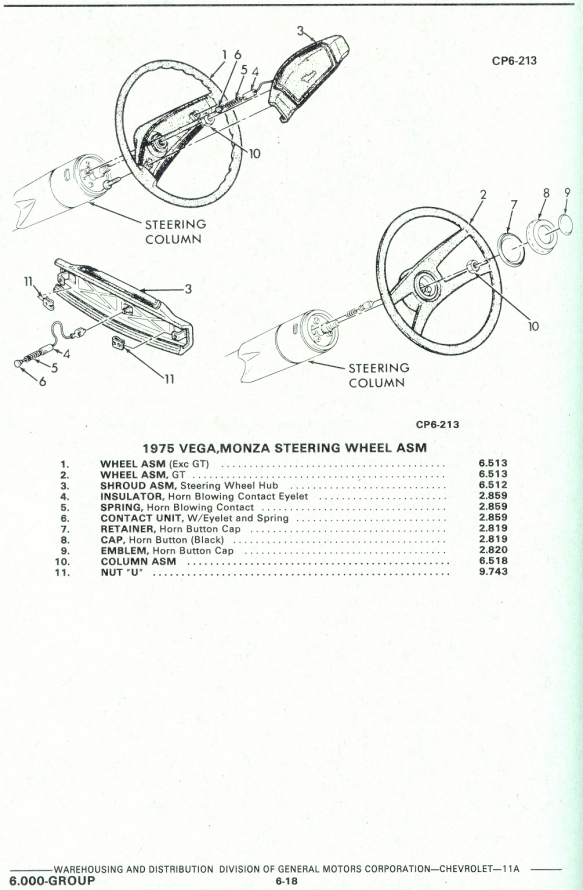 CP6-213
3
1 6
5 4
10
STEERING
COLUMN
2
7
8
9
10
STEERING
COLUMN
11
3
4
5
6
11
CP6-213
1975 VEGA,MONZA STEERING WHEEL ASM
1. WHEEL ASM (Exc GT) 6.513
2. WHEEL ASM, GT 6.513
3. SHROUD ASM, Steering Wheel Hub 6.512
4. INSULATOR, Horn Blowing Contact Eyelet 2.859
5. SPRING, Horn Blowing Contact 2.859
6. CONTACT UNIT, W/Eyelet and Spring 2.859
7. RETAINER, Horn Button Cap 2.819
8. CAP, Horn Button (Black) 2.819
9. EMBLEM, Horn Button Cap 2.820
10. COLUMN ASM 6.518
11. NUT "U" 9.743
WAREHOUSING AND DISTRIBUTION DIVISION OF GENERAL MOTORS CORPORATION—CHEVROLET—11A
6.000-GROUP 6-18